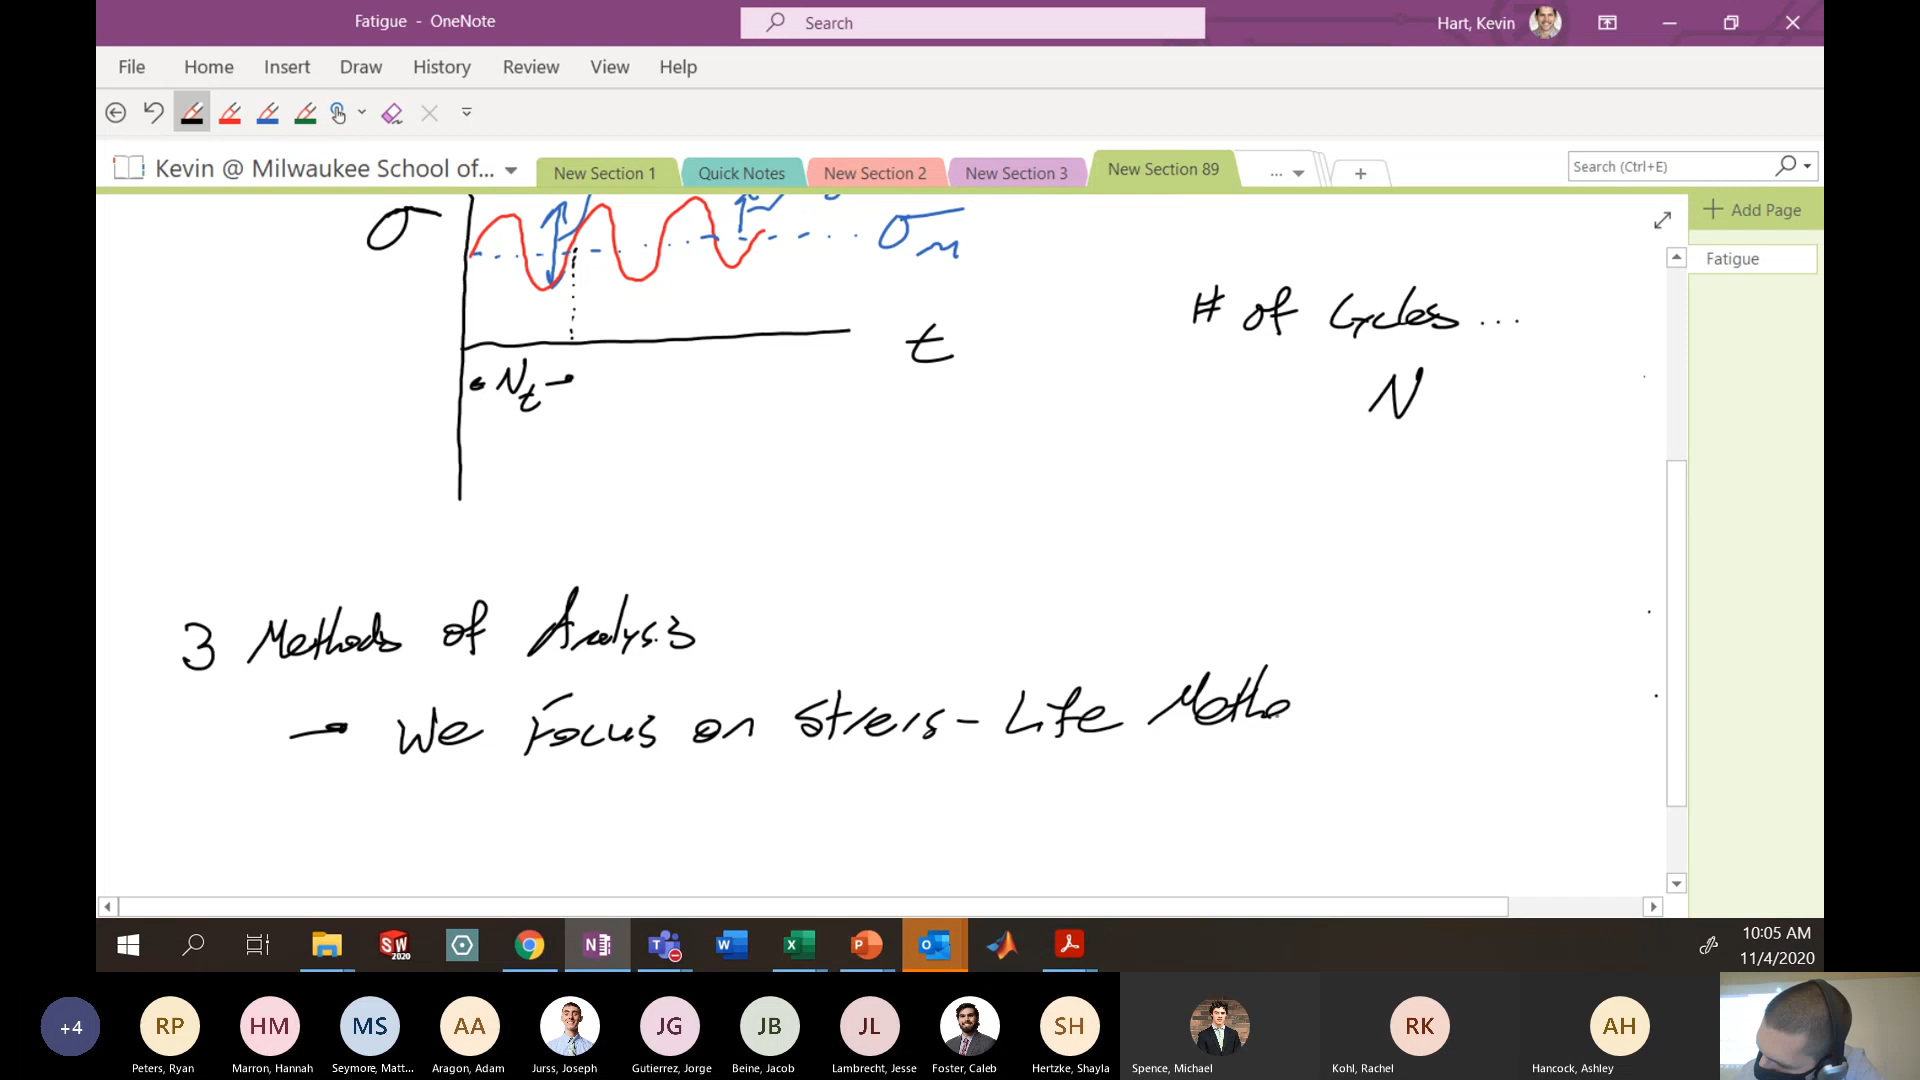 Fatigue - OneNote
Search
Hart, Kevin
File Home Insert Draw History Review View Help
Kevin @ Milwaukee School of...
New Section 1
Quick Notes
New Section 2
New Section 3
New Section 89
...
Search (Ctrl+E)
Add Page
Fatigue
σ
σm
t
Nt
# of Cycles ...
N
3 Methods of Analysis
→ We Focus on Stress-Life Metho
SW
2020
10:05 AM
11/4/2020
+4
RP
HM
MS
AA
JG
JB
JL
SH
RK
AH
Peters, Ryan
Marron, Hannah
Seymore, Matt...
Aragon, Adam
Jurss, Joseph
Gutierrez, Jorge
Beine, Jacob
Lambrecht, Jesse
Foster, Caleb
Hertzke, Shayla
Spence, Michael
Kohl, Rachel
Hancock, Ashley